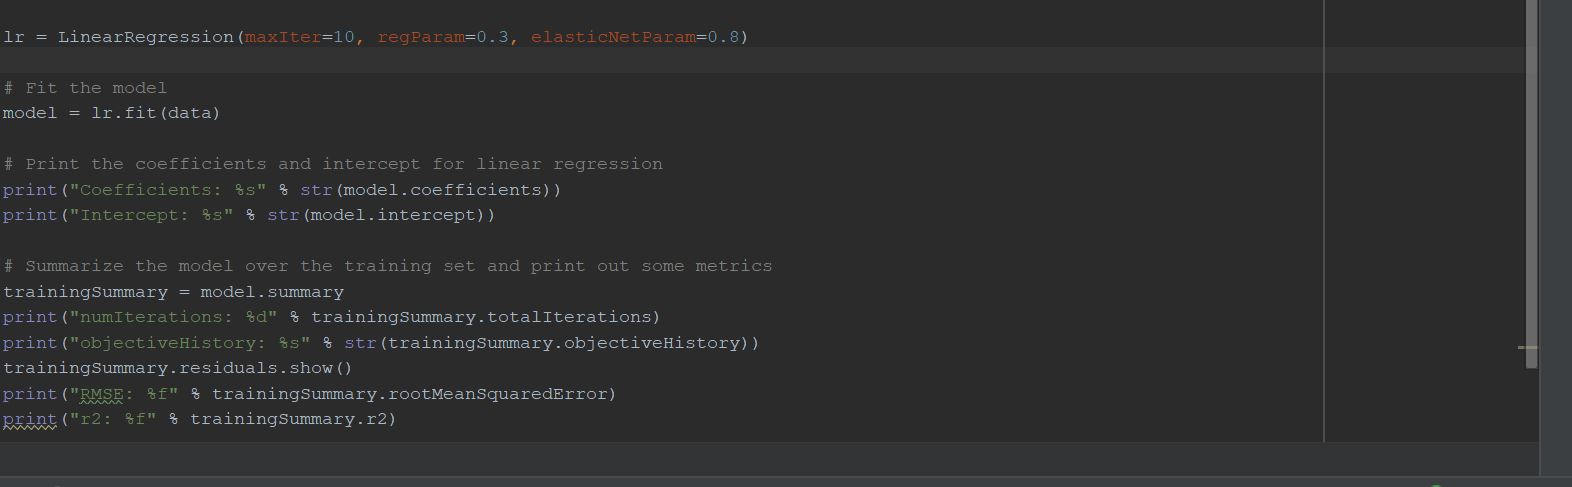 lr = LinearRegression(maxIter=10, regParam=0.3, elasticNetParam=0.8)
# Fit the model
model = lr.fit(data)
# Print the coefficients and intercept for linear regression
print("Coefficients: %s" % str(model.coefficients))
print("Intercept: %s" % str(model.intercept))
# Summarize the model over the training set and print out some metrics
trainingSummary = model.summary
print("numIterations: %d" % trainingSummary.totalIterations)
print("objectiveHistory: %s" % str(trainingSummary.objectiveHistory))
trainingSummary.residuals.show()
print("RMSE: %f" % trainingSummary.rootMeanSquaredError)
print("r2: %f" % trainingSummary.r2)